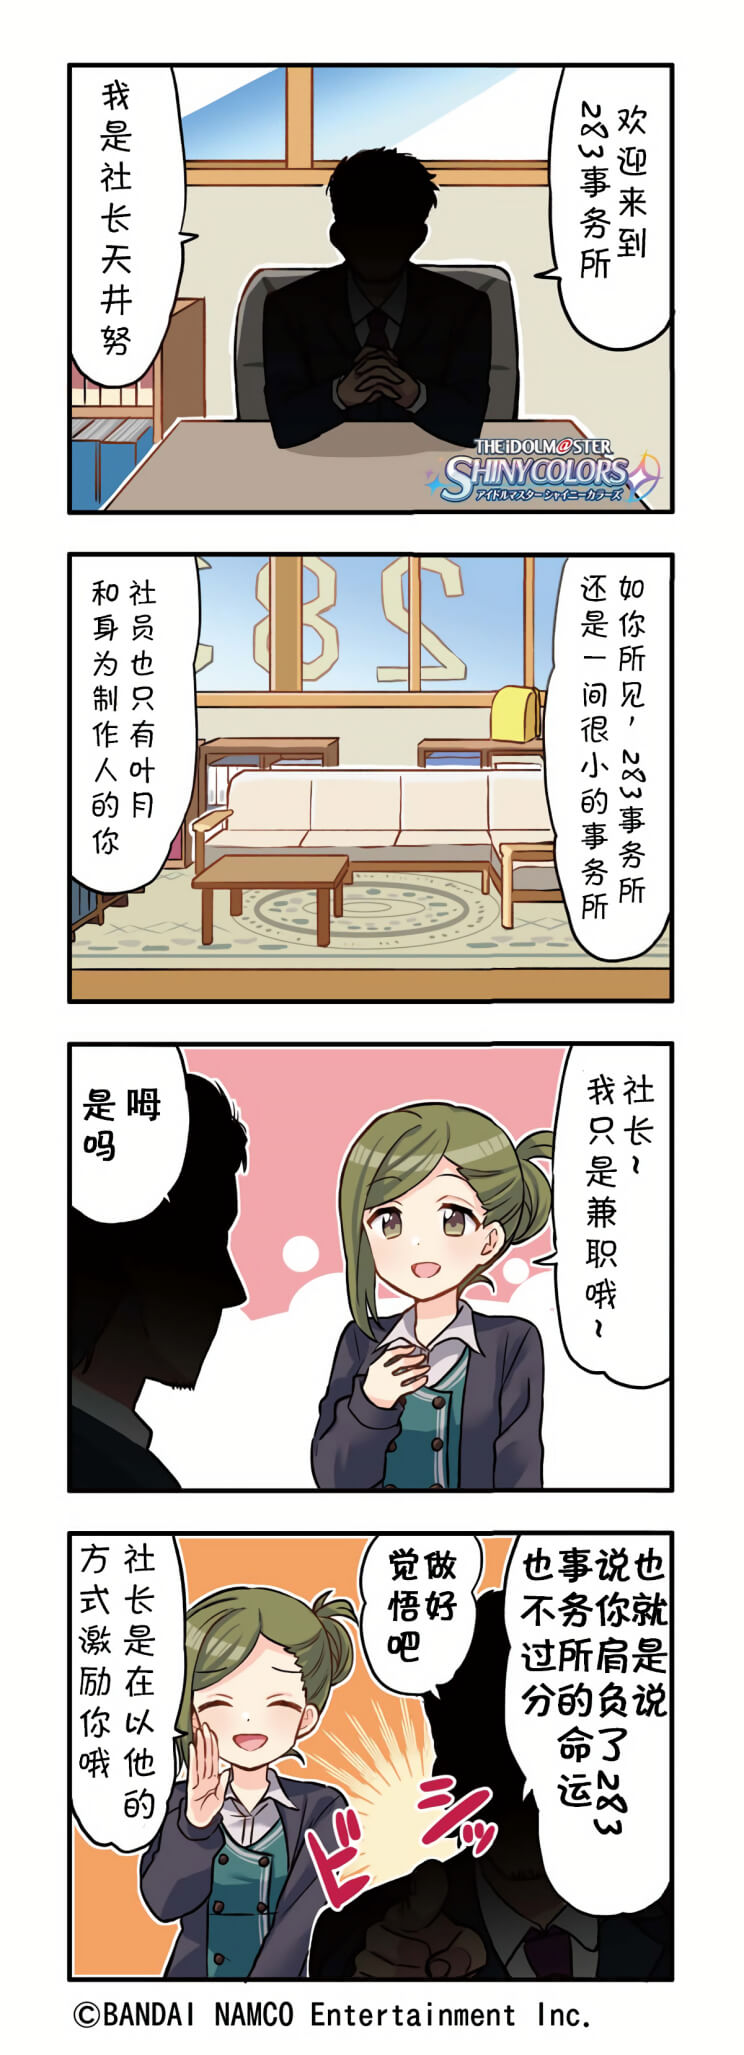 欢迎来到
283事务所
我是社长天井努
THE iDOLM@STER
SHINYCOLORS
アイドルマスターシャイニーカラーズ
如你所见，283事务所
还是一间很小的事务所
社员也只有叶月
和身为制作人的你
283
社长~
我只是兼职哦~
呣
是吗
也就是说
说你肩负了283
事务所的命运
也不过分
做好
觉悟吧
ビシッ
社长是在以他的
方式激励你哦
©BANDAI NAMCO Entertainment Inc.